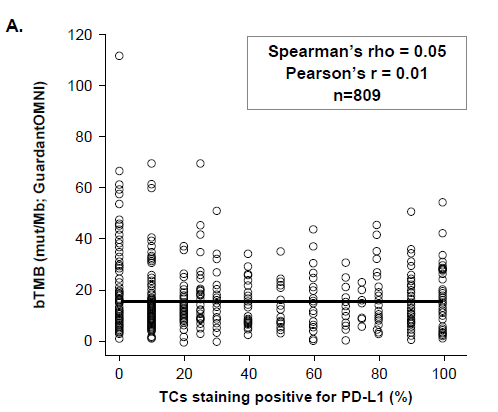 A.
Spearman's rho = 0.05
Pearson's r = 0.01
n=809
bTMB (mut/Mb; GuardantOMNI)
120
100
80
60
40
20
0
0 20 40 60 80 100
TCs staining positive for PD-L1 (%)